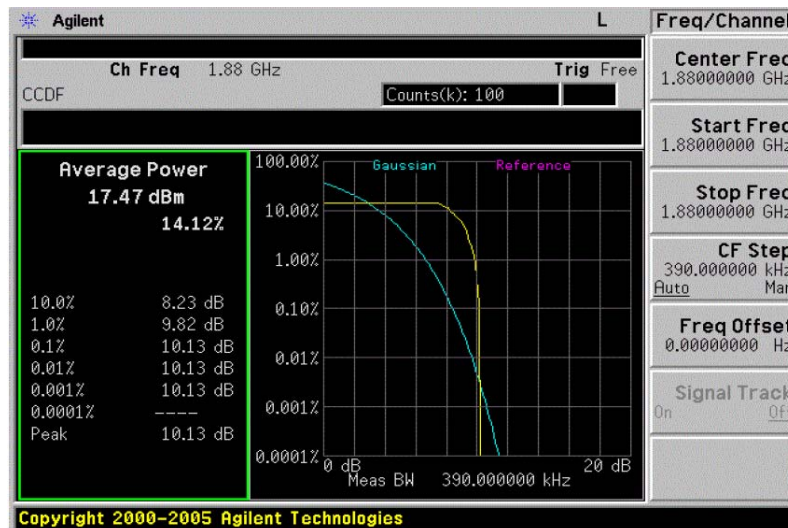 Agilent L Freq/Channel
Ch Freq 1.88 GHz Trig Free
CCDF Counts(k): 100
Average Power
17.47 dBm
14.12%
10.0% 8.23 dB
1.0% 9.82 dB
0.1% 10.13 dB
0.01% 10.13 dB
0.001% 10.13 dB
0.0001% ----
Peak 10.13 dB
Gaussian Reference
100.00%
10.00%
1.00%
0.10%
0.01%
0.001%
0.0001%
0 dB 20 dB
Meas BW 390.000000 kHz
Center Freq
1.88000000 GHz
Start Freq
1.88000000 GHz
Stop Freq
1.88000000 GHz
CF Step
390.000000 kHz
Auto Man
Freq Offset
0.00000000 Hz
Signal Track
On Off
Copyright 2000-2005 Agilent Technologies